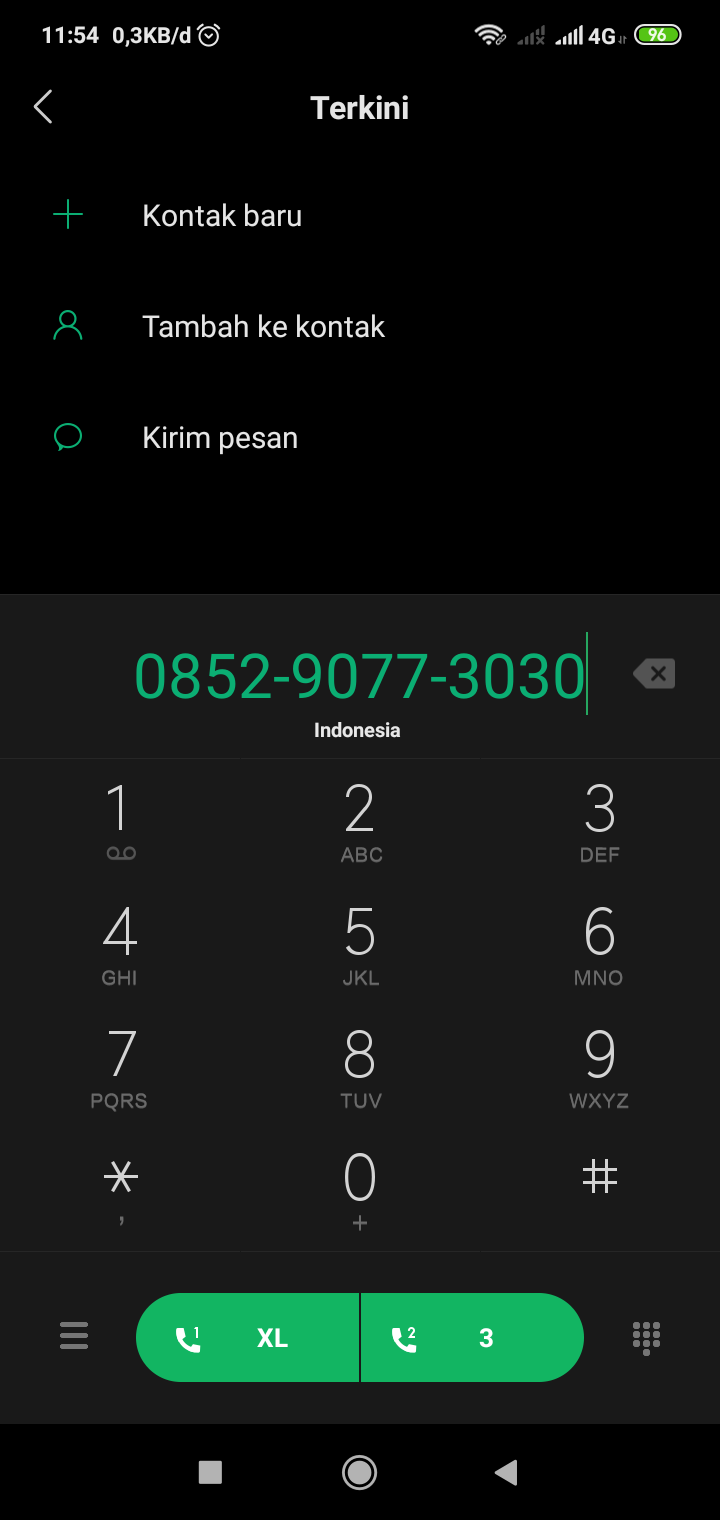 11:54 0,3KB/d 4G 96
Terkini
Kontak baru
Tambah ke kontak
Kirim pesan
0852-9077-3030
Indonesia
1 2 3
ABC DEF
4 5 6
GHI JKL MNO
7 8 9
PQRS TUV WXYZ
* 0 #
, +
1 XL 2 3